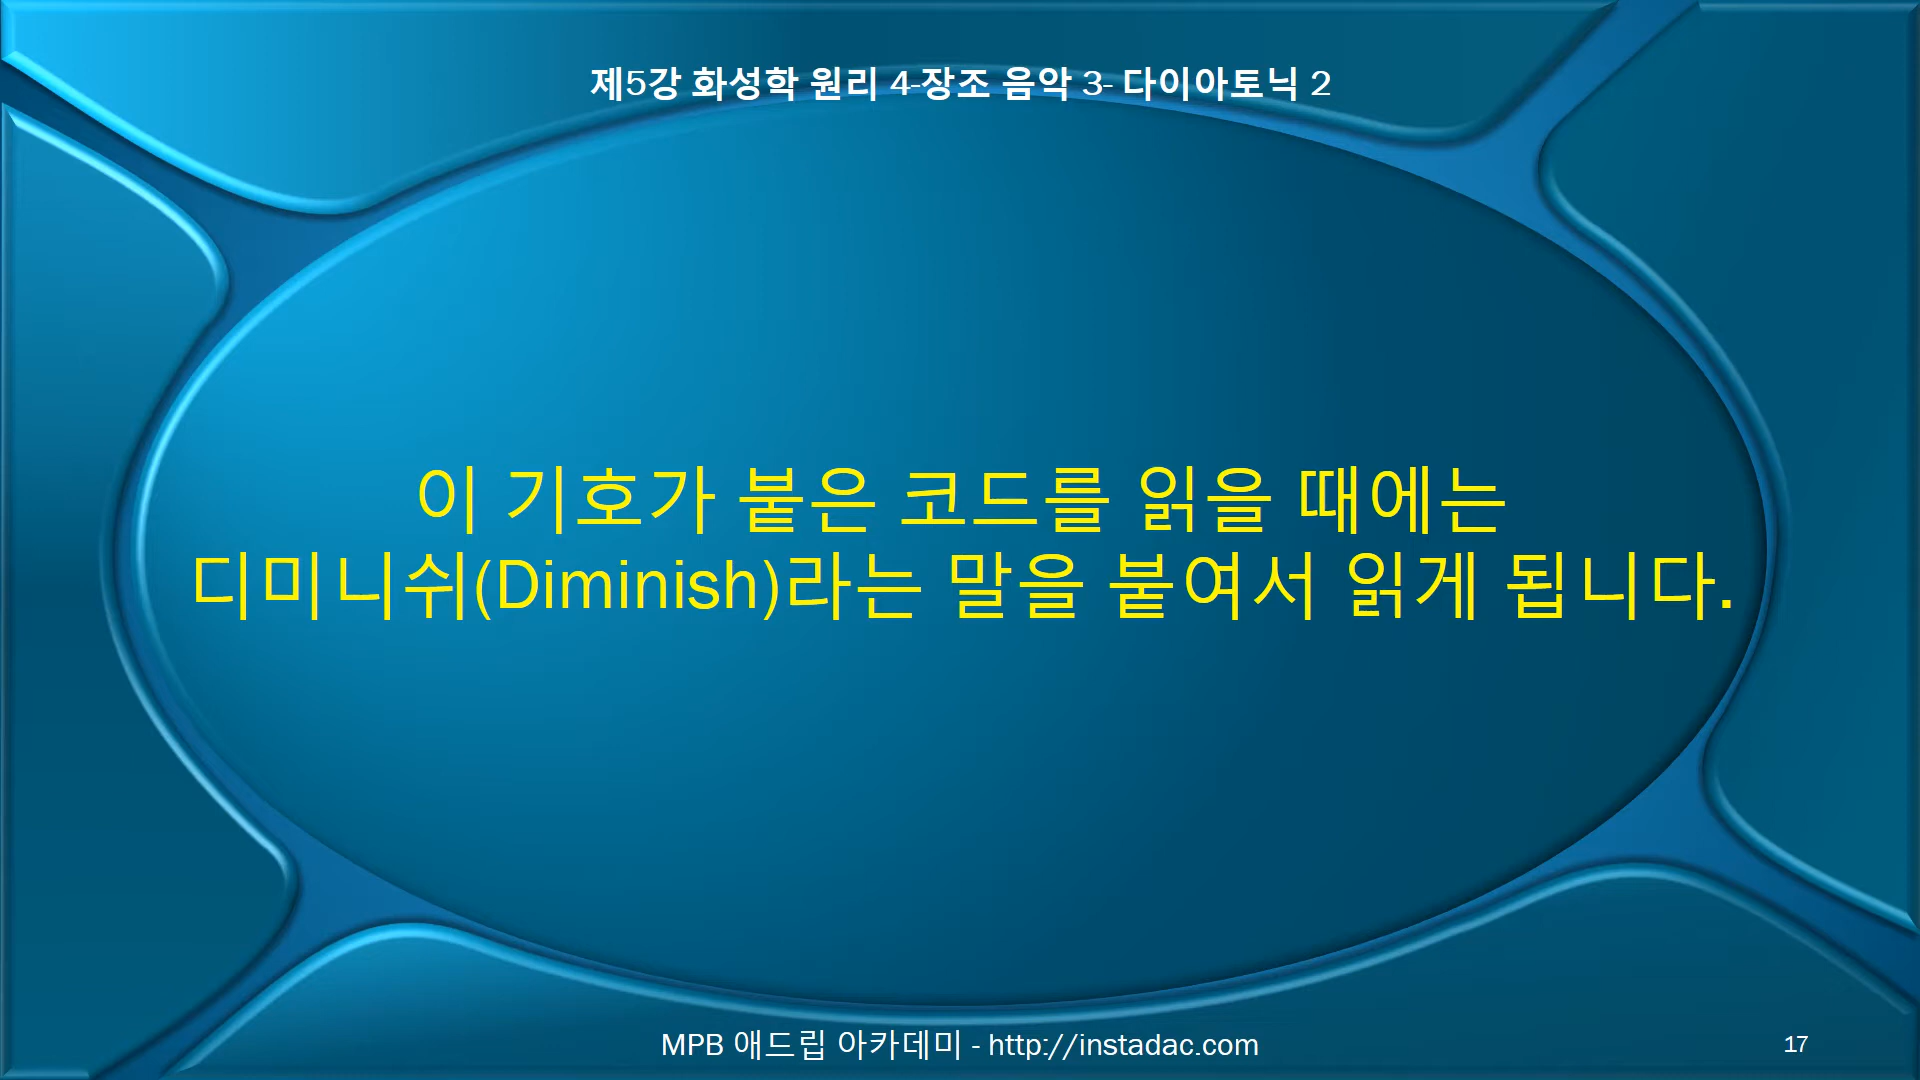 제5강 화성학 원리 4-장조 음악 3- 다이아토닉 2
이 기호가 붙은 코드를 읽을 때에는
디미니쉬(Diminish)라는 말을 붙여서 읽게 됩니다.
MPB 애드립 아카데미 - http://instadac.com
17